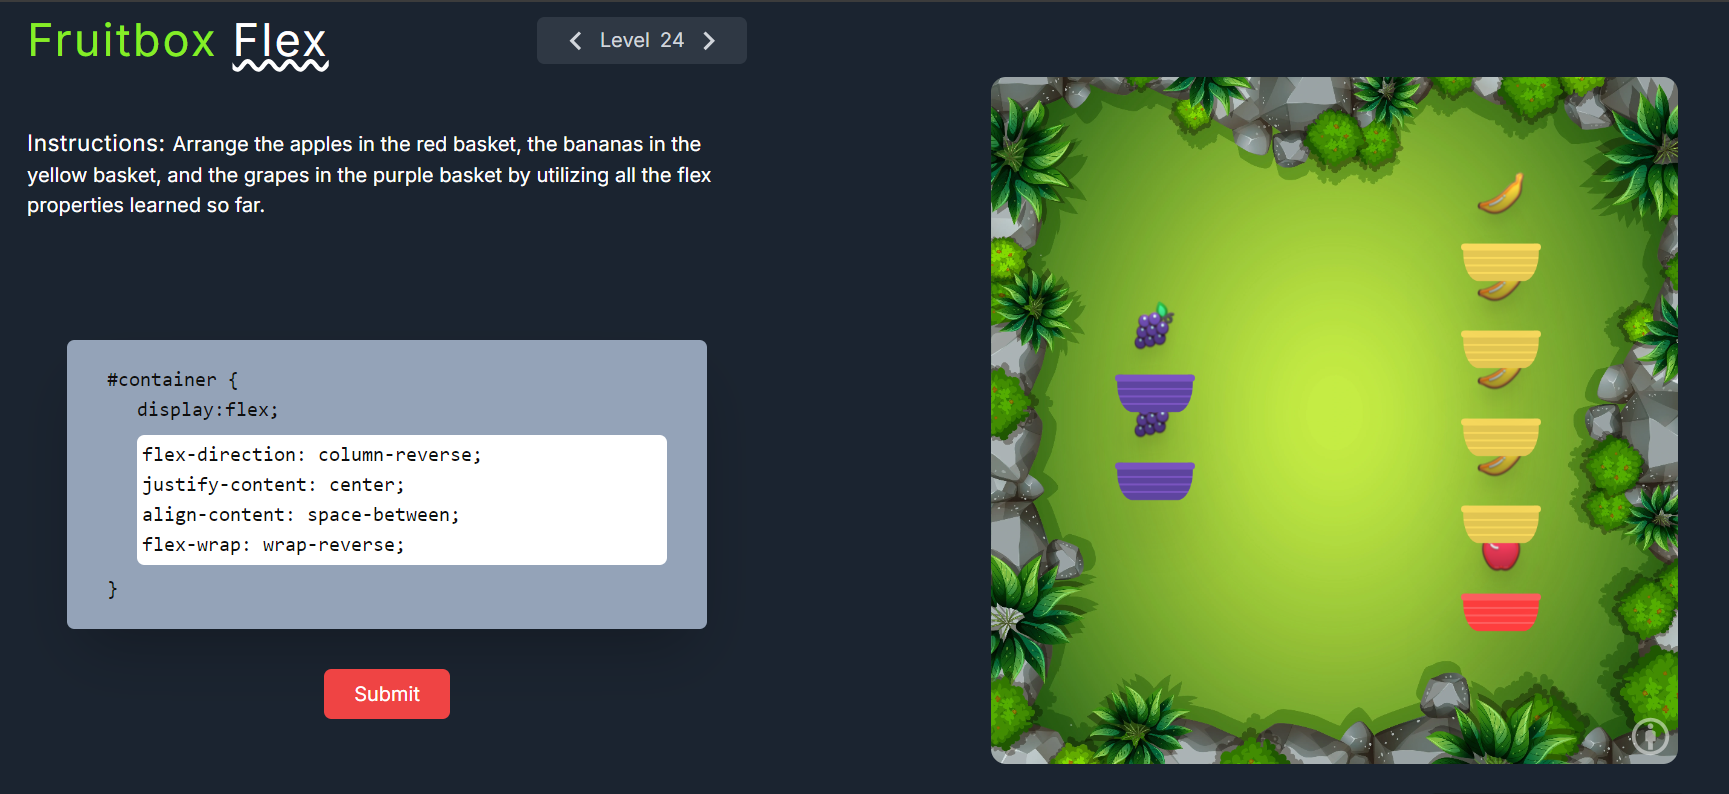 Fruitbox Flex
Level 24
Instructions: Arrange the apples in the red basket, the bananas in the
yellow basket, and the grapes in the purple basket by utilizing all the flex
properties learned so far.
#container {
display:flex;
flex-direction: column-reverse;
justify-content: center;
align-content: space-between;
flex-wrap: wrap-reverse;
}
Submit